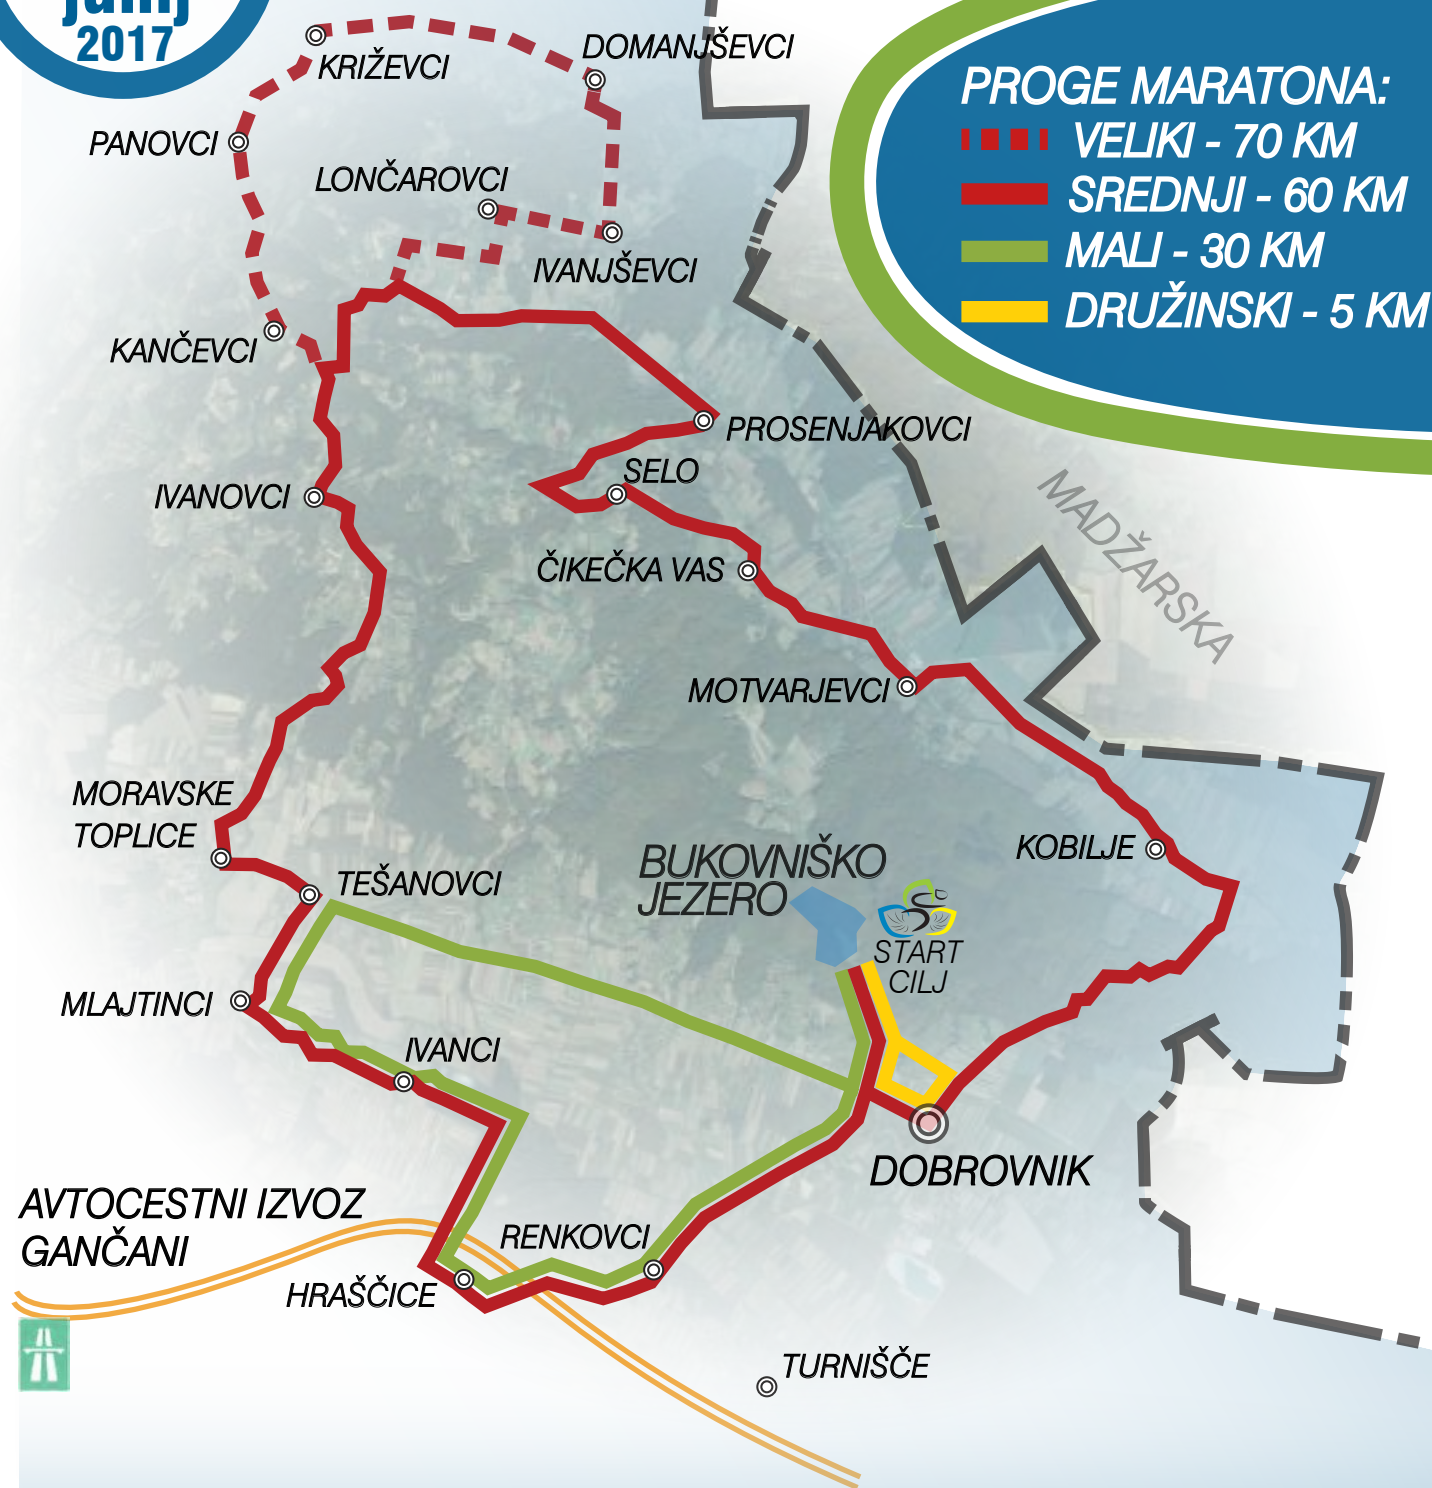 junij
2017
KRIŽEVCI
DOMANJŠEVCI
PANOVCI
LONČAROVCI
IVANJŠEVCI
KANČEVCI
PROGE MARATONA:
VELIKI - 70 KM
SREDNJI - 60 KM
MALI - 30 KM
DRUŽINSKI - 5 KM
PROSENJAKOVCI
SELO
IVANOVCI
MADŽARSKA
ČIKEČKA VAS
MOTVARJEVCI
MORAVSKE
TOPLICE
KOBILJE
BUKOVNIŠKO
JEZERO
TEŠANOVCI
START
CILJ
MLAJTINCI
IVANCI
DOBROVNIK
AVTOCESTNI IZVOZ
GANČANI
RENKOVCI
HRAŠČICE
TURNIŠČE